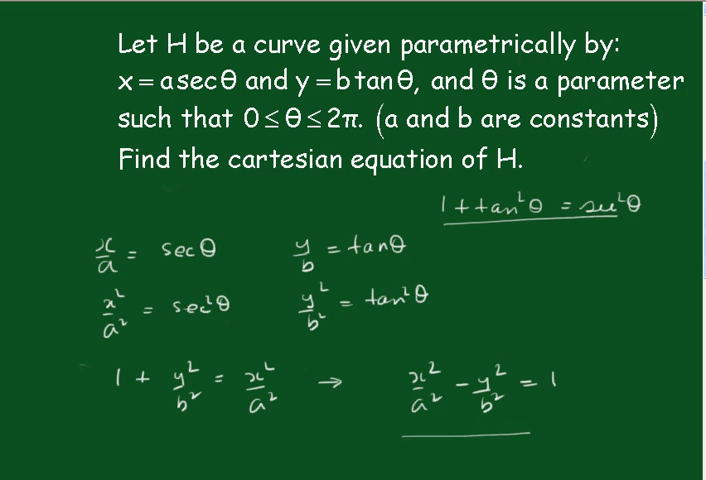 Let H be a curve given parametrically by:
x = a sec θ and y = b tan θ, and θ is a parameter
such that 0 ≤ θ ≤ 2π. (a and b are constants)
Find the cartesian equation of H.
1 + tan²θ = sec²θ
x/a = sec θ y/b = tan θ
x²/a² = sec²θ y²/b² = tan²θ
1 + y²/b² = x²/a² → x²/a² − y²/b² = 1